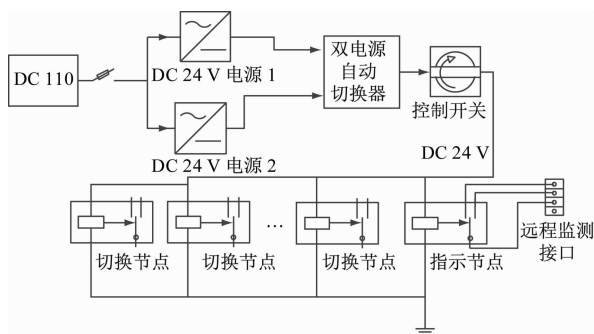 DC 110
DC 24 V 电源 1
DC 24 V 电源 2
双电源
自动
切换器
控制开关
DC 24 V
切换节点
切换节点
…
切换节点
指示节点
远程监测
接口